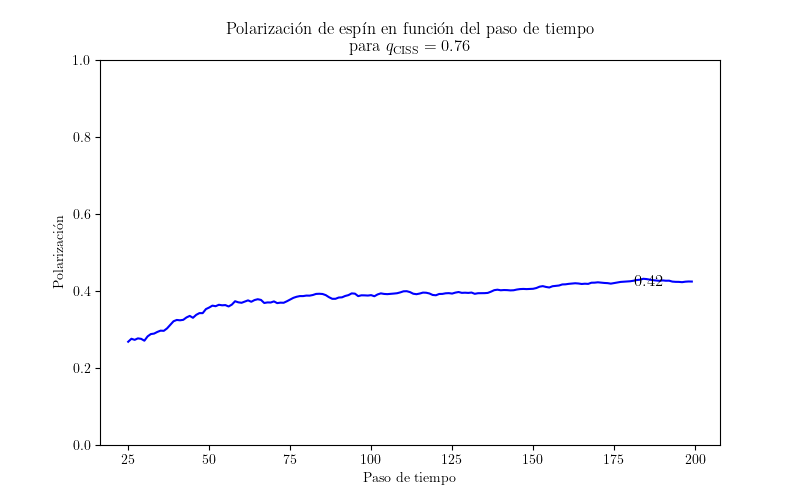 Polarización de espín en función del paso de tiempo
para q_CISS = 0.76
1.0
0.8
0.6
0.4
0.2
0.0
Polarización
0.42
25 50 75 100 125 150 175 200
Paso de tiempo